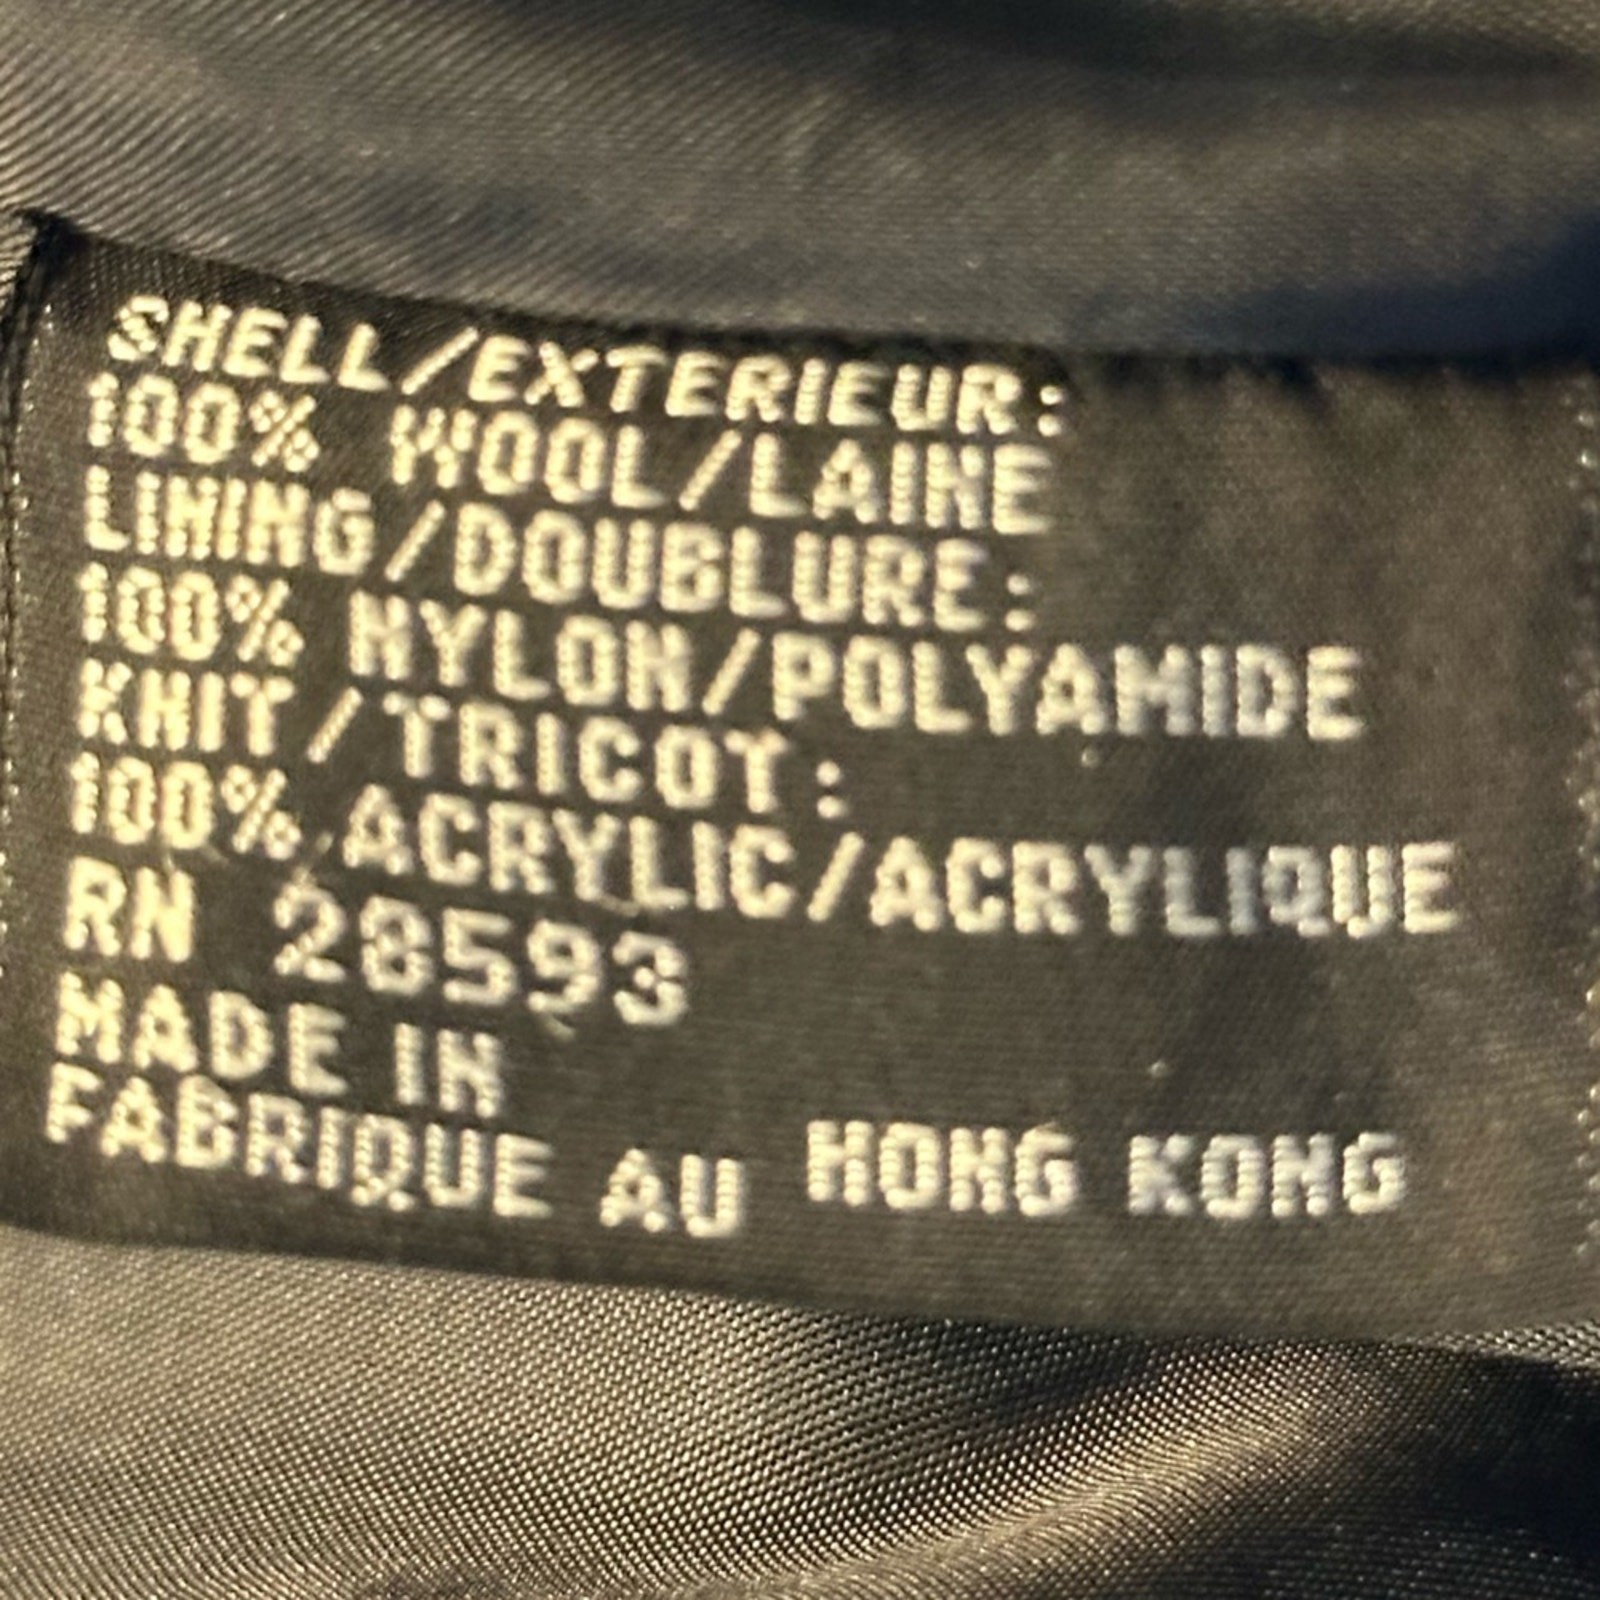 SHELL/EXTERIEUR:
100% WOOL/LAINE
LINING/DOUBLURE:
100% NYLON/POLYAMIDE
KNIT/TRICOT:
100% ACRYLIC/ACRYLIQUE
RN 28593
MADE IN
FABRIQUE AU HONG KONG